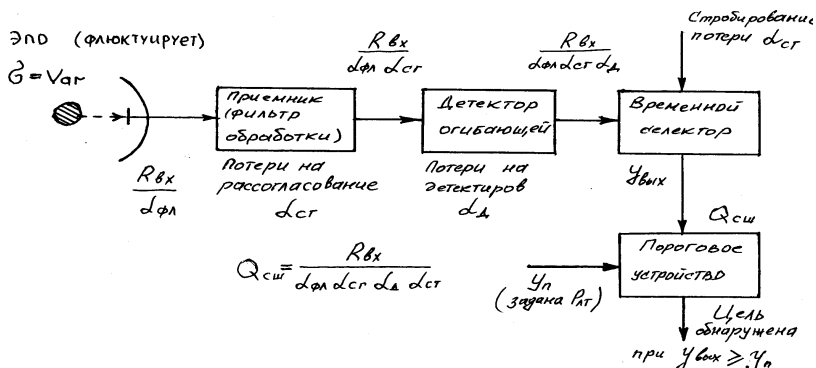 ЭПО (флюктуирует)
σ̃ = Var
Rвх
αфл
Приемник
(фильтр
обработки)
Потери на
рассогласование
αсг
Rвх
αфл αсг
Детектор
огибающей
Потери на
детектиров
αд
Rвх
αфл αсг αд
Стробирование
потери αст
Временной
селектор
Yвых
Qсш
Qсш = Rвх
αфл αсг αд αст
Yп
(задана Pлт)
Пороговое
устройство
Цель
обнаружена
при Yвых ≥ Yп